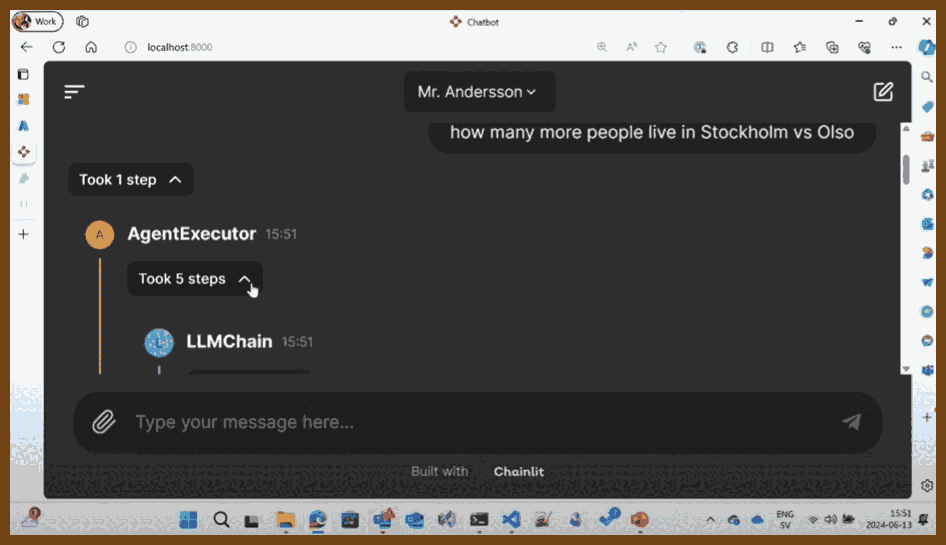 Work
Chatbot
localhost:8000
Mr. Andersson
how many more people live in Stockholm vs Olso
Took 1 step
A
AgentExecutor 15:51
Took 5 steps
L
LLMChain 15:51
Type your message here...
Built with Chainlit
ENG
SV
15:51
2024-06-13